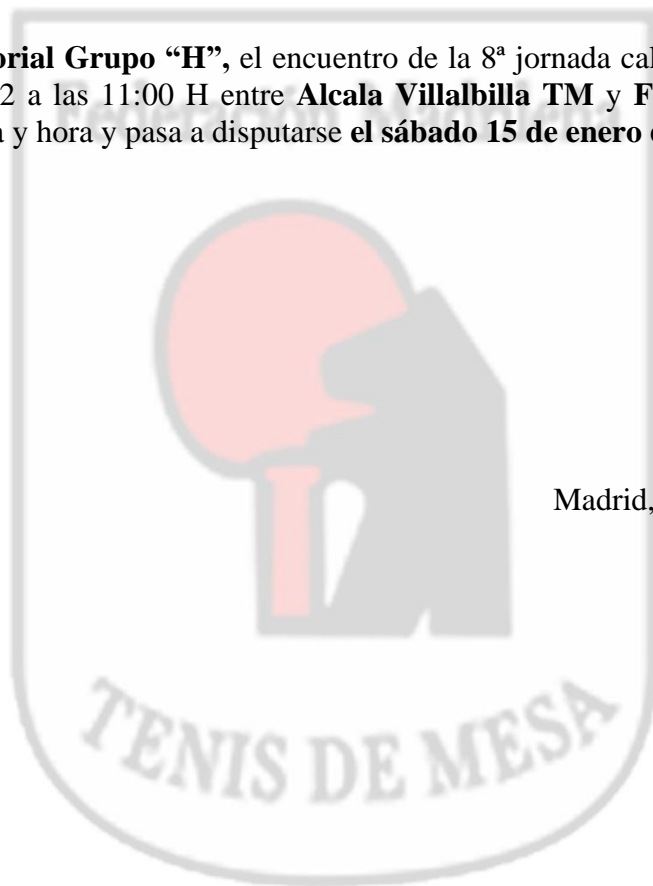 orial Grupo “H”, el encuentro de la 8ª jornada cal
2 a las 11:00 H entre Alcala Villalbilla TM y F
a y hora y pasa a disputarse el sábado 15 de enero
Madrid,
TENIS DE MESA